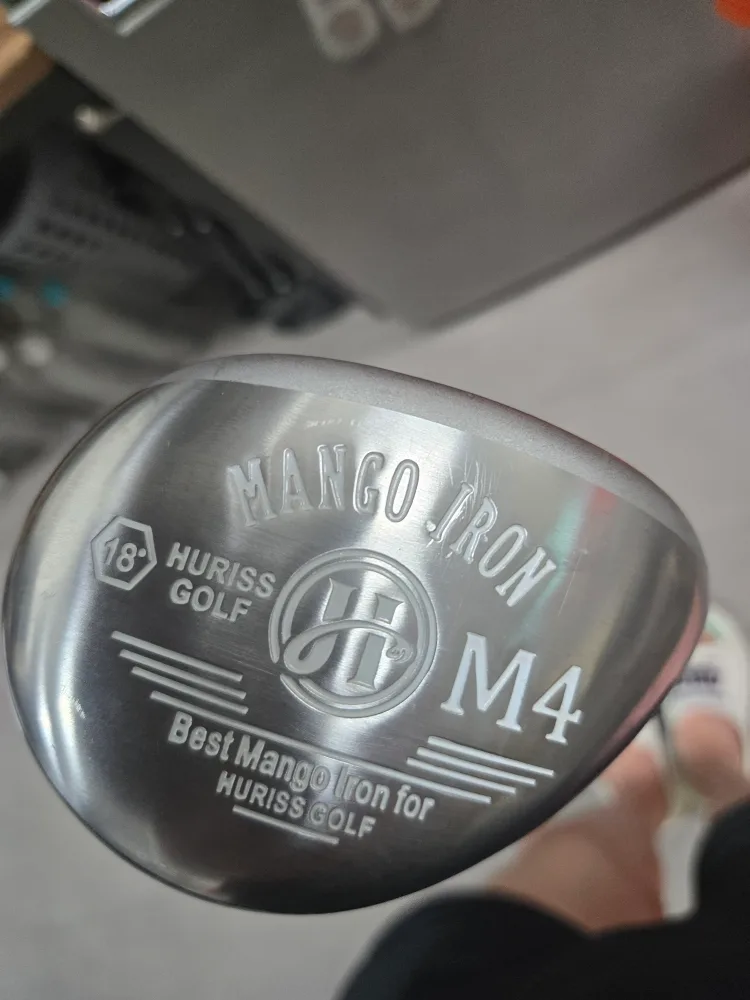 MANGO IRON
18°
HURISS
GOLF
H
M4
Best Mango Iron for
HURISS GOLF